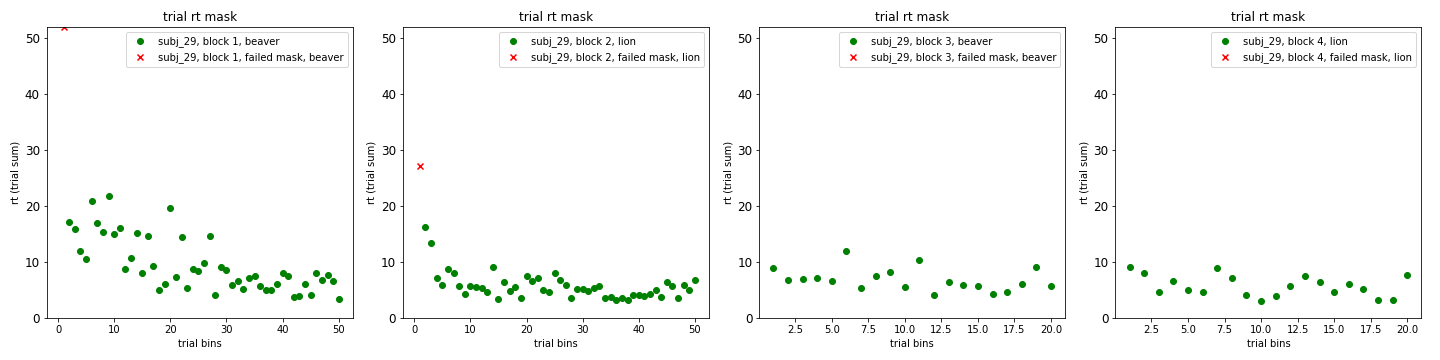 trial rt mask
rt (trial sum)
50
40
30
20
10
0
subj_29, block 1, beaver
subj_29, block 1, failed mask, beaver
0 10 20 30 40 50
trial bins
trial rt mask
rt (trial sum)
50
40
30
20
10
0
subj_29, block 2, lion
subj_29, block 2, failed mask, lion
0 10 20 30 40 50
trial bins
trial rt mask
rt (trial sum)
50
40
30
20
10
0
subj_29, block 3, beaver
subj_29, block 3, failed mask, beaver
2.5 5.0 7.5 10.0 12.5 15.0 17.5 20.0
trial bins
trial rt mask
rt (trial sum)
50
40
30
20
10
0
subj_29, block 4, lion
subj_29, block 4, failed mask, lion
2.5 5.0 7.5 10.0 12.5 15.0 17.5 20.0
trial bins